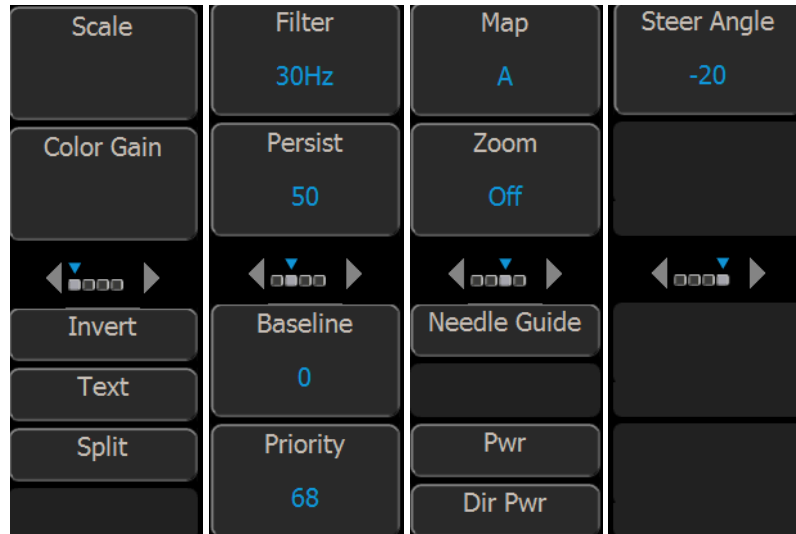 Scale
Color Gain
Invert
Text
Split
Filter
30Hz
Persist
50
Baseline
0
Priority
68
Map
A
Zoom
Off
Needle Guide
Pwr
Dir Pwr
Steer Angle
-20